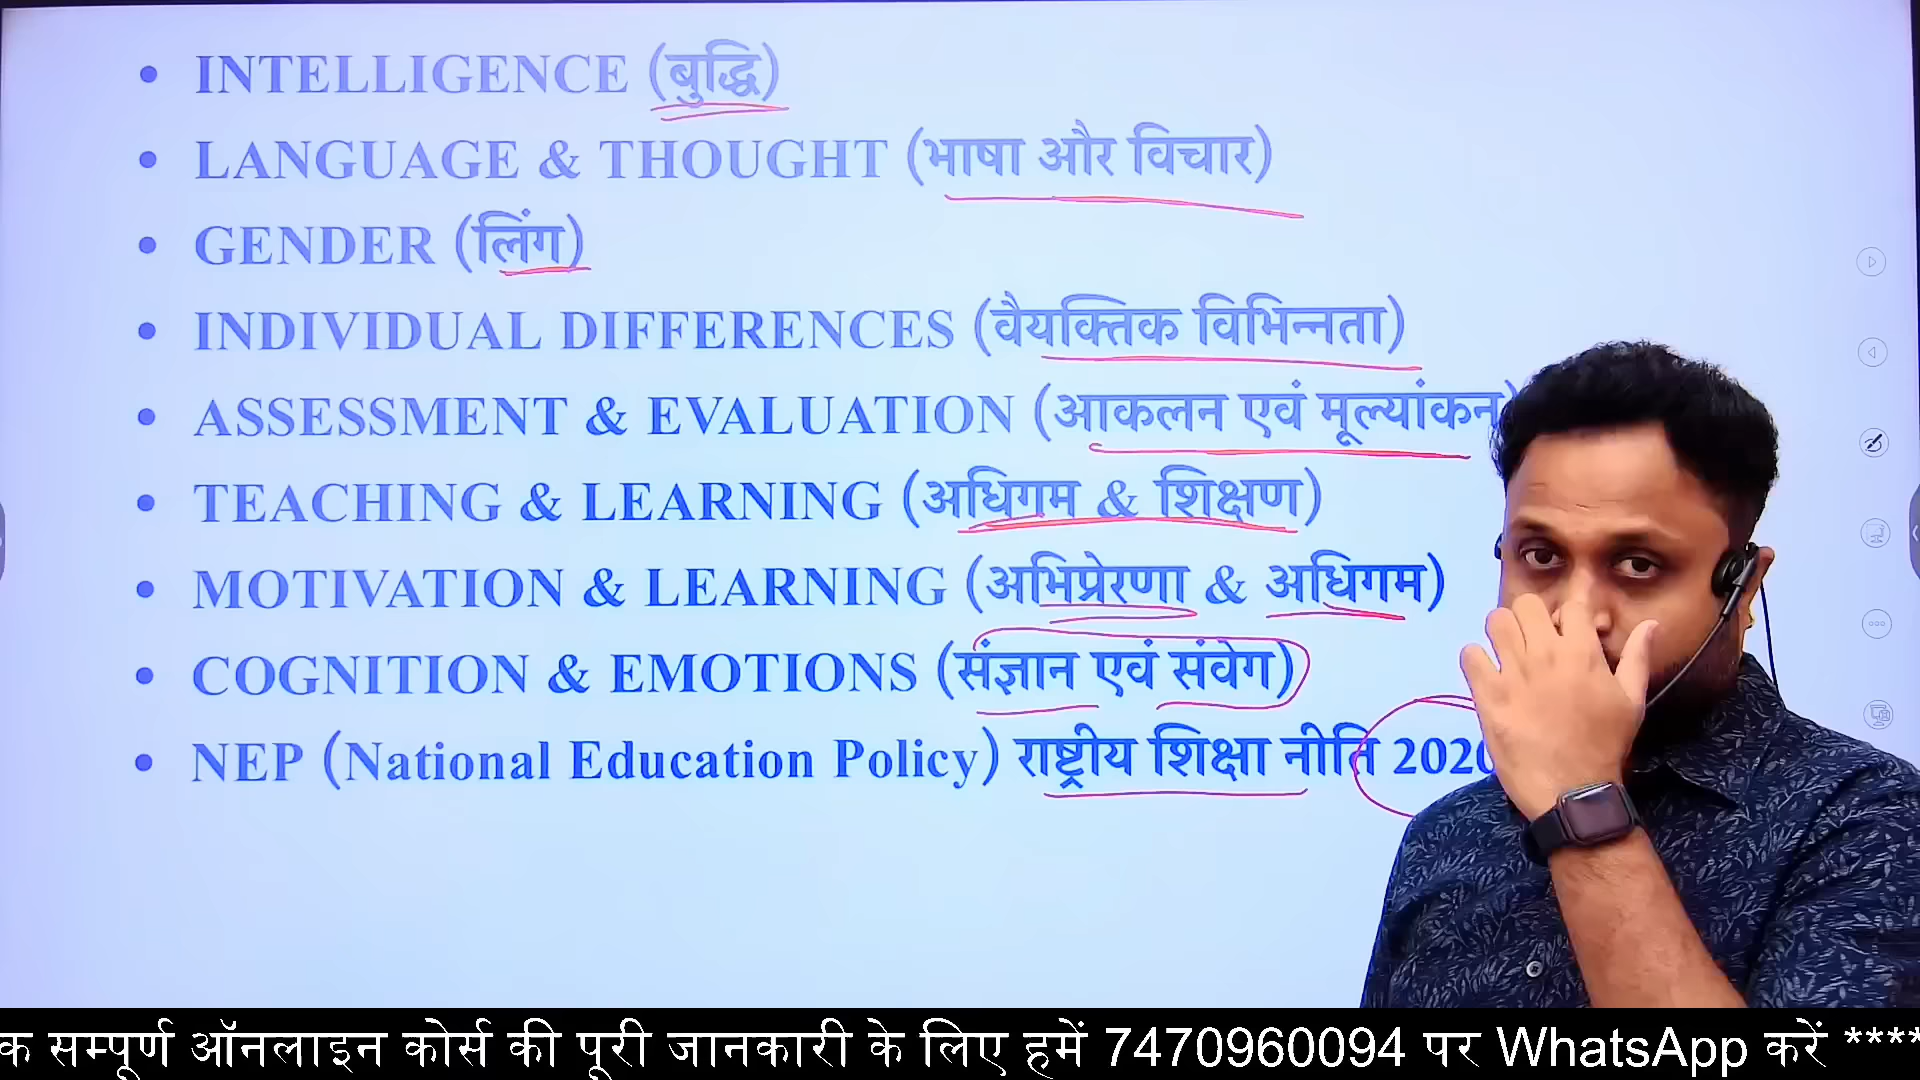 • INTELLIGENCE (बुद्धि)
• LANGUAGE & THOUGHT (भाषा और विचार)
• GENDER (लिंग)
• INDIVIDUAL DIFFERENCES (वैयक्तिक विभिन्नता)
• ASSESSMENT & EVALUATION (आकलन एवं मूल्यांकन)
• TEACHING & LEARNING (अधिगम & शिक्षण)
• MOTIVATION & LEARNING (अभिप्रेरणा & अधिगम)
• COGNITION & EMOTIONS (संज्ञान एवं संवेग)
• NEP (National Education Policy) राष्ट्रीय शिक्षा नीति 2020
क सम्पूर्ण ऑनलाइन कोर्स की पूरी जानकारी के लिए हमें 7470960094 पर WhatsApp करें ****